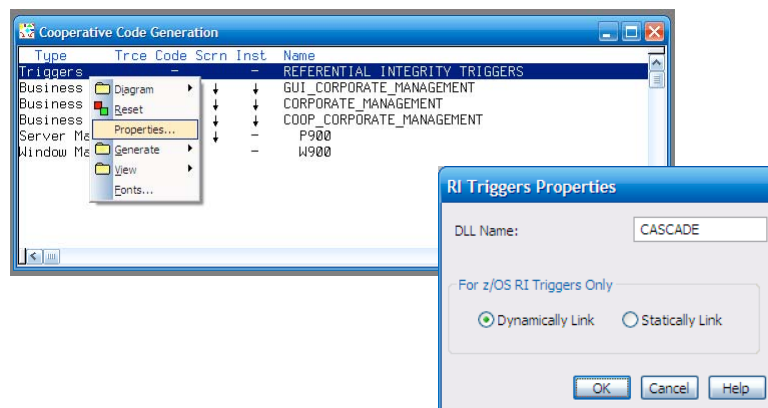 Cooperative Code Generation
Type Trce Code Scrn Inst Name
Triggers — — REFERENTIAL INTEGRITY TRIGGERS
Business ↓ ↓ GUI_CORPORATE_MANAGEMENT
Business ↓ ↓ CORPORATE_MANAGEMENT
Business ↓ ↓ COOP_CORPORATE_MANAGEMENT
Server Ma ↓ — P900
Window Ma — W900
Diagram
Reset
Properties...
Generate
View
Fonts...
RI Triggers Properties
DLL Name: CASCADE
For z/OS RI Triggers Only
Dynamically Link Statically Link
OK Cancel Help